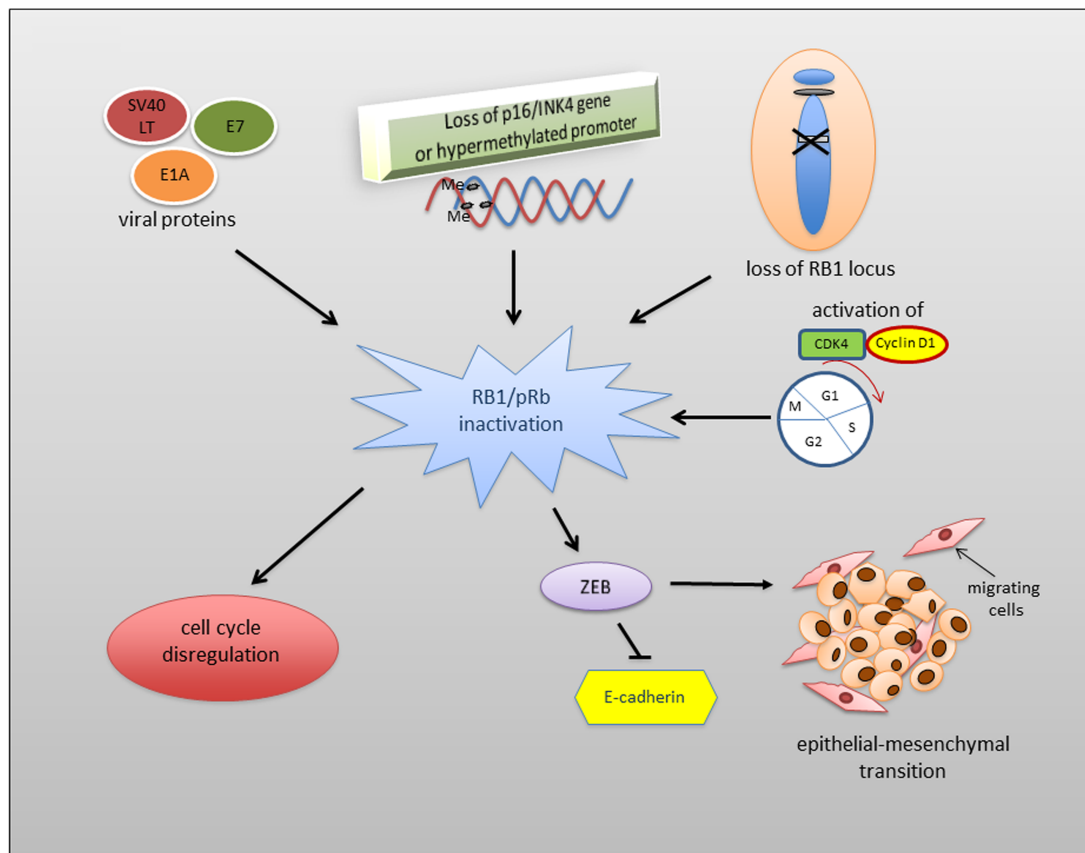 SV40
LT
E7
E1A
viral proteins
Loss of p16/INK4 gene
or hypermethylated promoter
Me
Me
loss of RB1 locus
activation of
CDK4
Cyclin D1
G1
M
S
G2
RB1/pRb
inactivation
cell cycle
disregulation
ZEB
E-cadherin
migrating
cells
epithelial-mesenchymal
transition